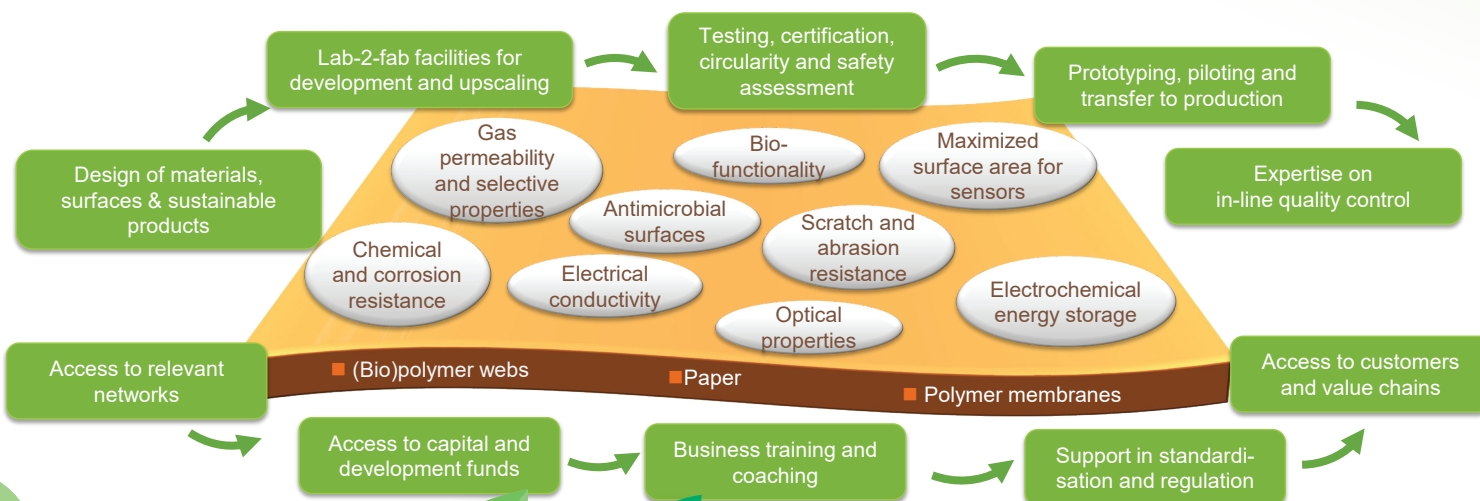 Lab-2-fab facilities for
development and upscaling
Testing, certification,
circularity and safety
assessment
Prototyping, piloting and
transfer to production
Design of materials,
surfaces & sustainable
products
Expertise on
in-line quality control
Gas
permeability
and selective
properties
Bio-
functionality
Maximized
surface area for
sensors
Antimicrobial
surfaces
Scratch and
abrasion
resistance
Chemical
and corrosion
resistance
Electrical
conductivity
Electrochemical
energy storage
Optical
properties
(Bio)polymer webs
Paper
Polymer membranes
Access to relevant
networks
Access to capital and
development funds
Business training and
coaching
Support in standardi-
sation and regulation
Access to customers
and value chains